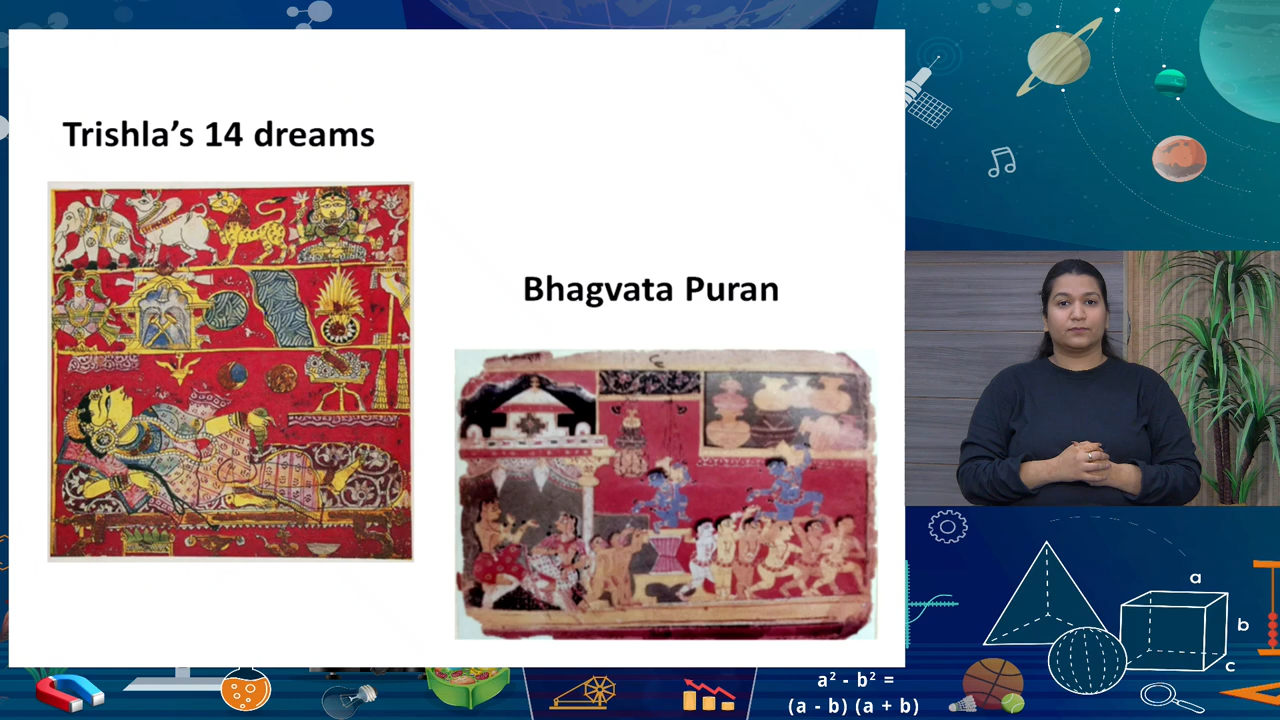 Trishla's 14 dreams
Bhagvata Puran
a
b
c
a² - b² =
(a - b) (a + b)